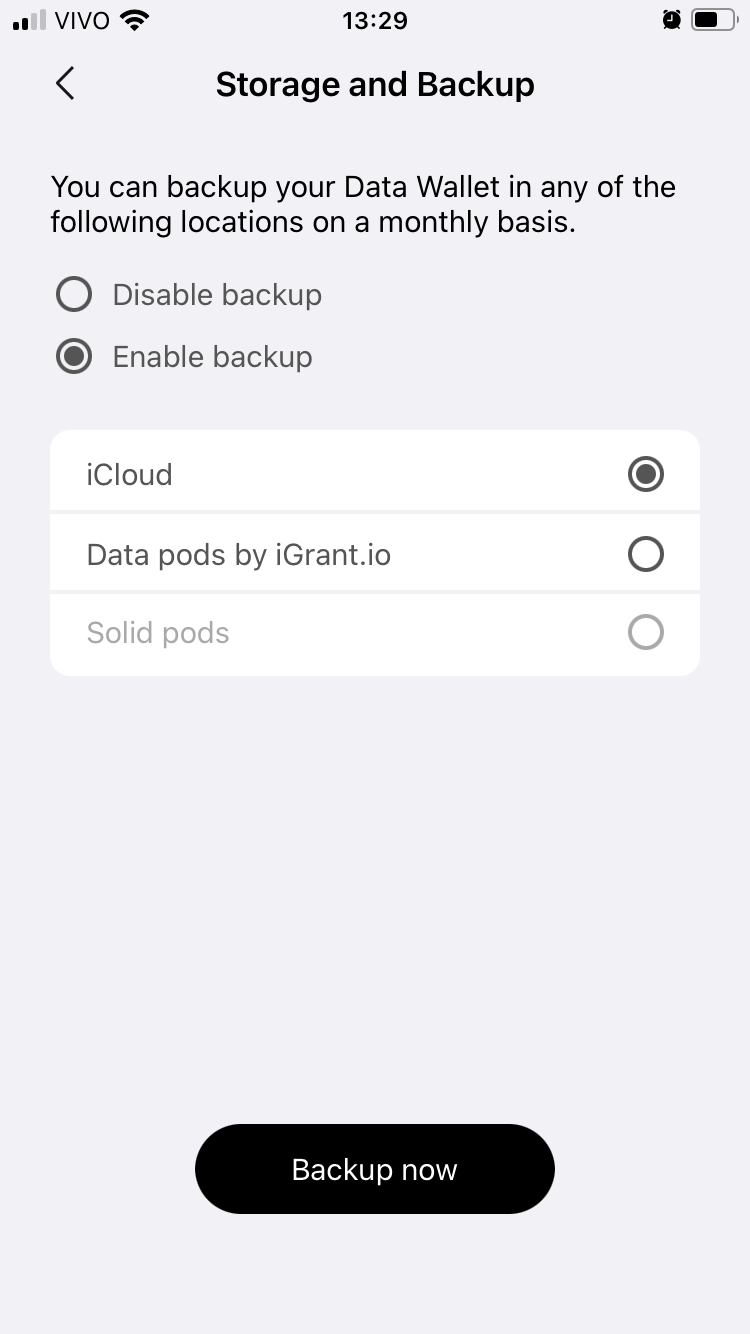 VIVO
13:29
Storage and Backup
You can backup your Data Wallet in any of the
following locations on a monthly basis.
Disable backup
Enable backup
iCloud
Data pods by iGrant.io
Solid pods
Backup now